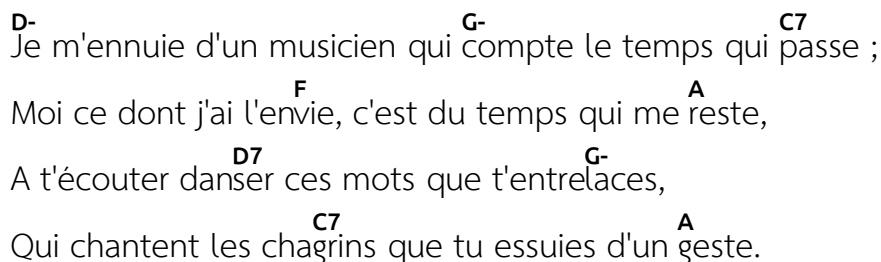 D- G- C7
Je m'ennuie d'un musicien qui compte le temps qui passe ;
F A
Moi ce dont j'ai l'envie, c'est du temps qui me reste,
D7 G-
A t'écouter danser ces mots que t'entrelaces,
C7 A
Qui chantent les chagrins que tu essuies d'un geste.